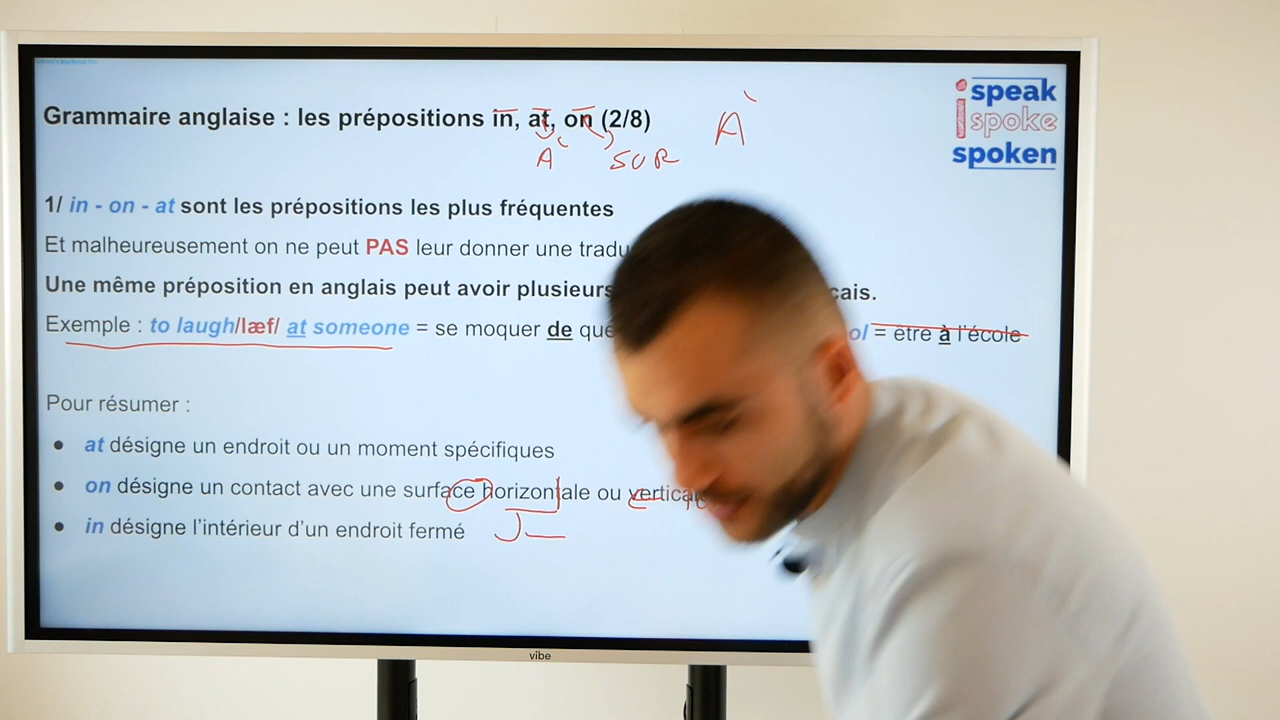 Grammaire anglaise : les prépositions in, at, on (2/8)
À
À
SUR
speak
i spoke
spoken
1/ in - on - at sont les prépositions les plus fréquentes
Et malheureusement on ne peut PAS leur donner une tradu
Une même préposition en anglais peut avoir plusieurs cais.
Exemple : to laugh/læf/ at someone = se moquer de que ol = être à l'école
Pour résumer :
at désigne un endroit ou un moment spécifiques
on désigne un contact avec une surface horizontale ou vertical
in désigne l'intérieur d'un endroit fermé
vibe